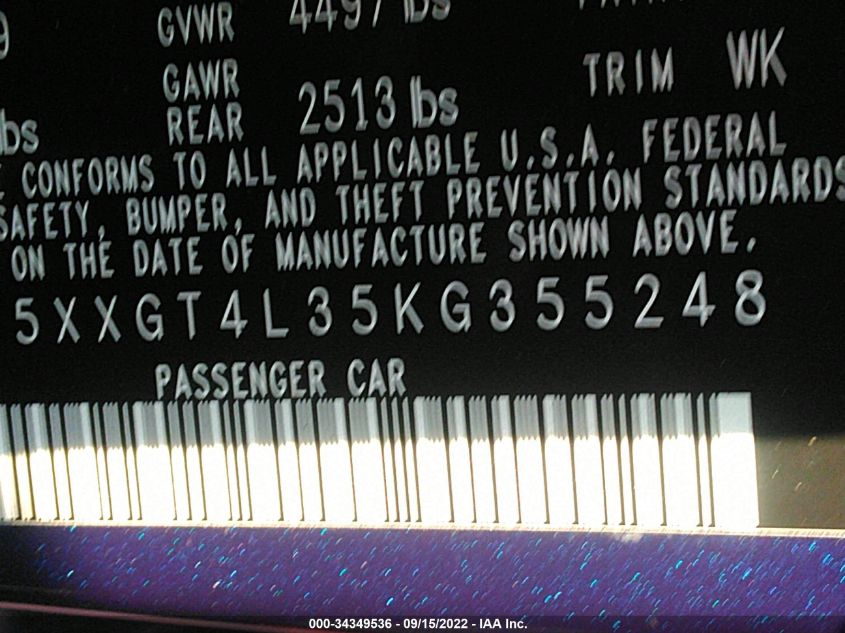 GVWR 4497 lbs
GAWR
REAR 2513 lbs TRIM WK
bs
CONFORMS TO ALL APPLICABLE U.S.A. FEDERAL
SAFETY, BUMPER, AND THEFT PREVENTION STANDARDS
ON THE DATE OF MANUFACTURE SHOWN ABOVE.
5XXGT4L35KG355248
PASSENGER CAR
000-34349536 - 09/15/2022 - IAA Inc.